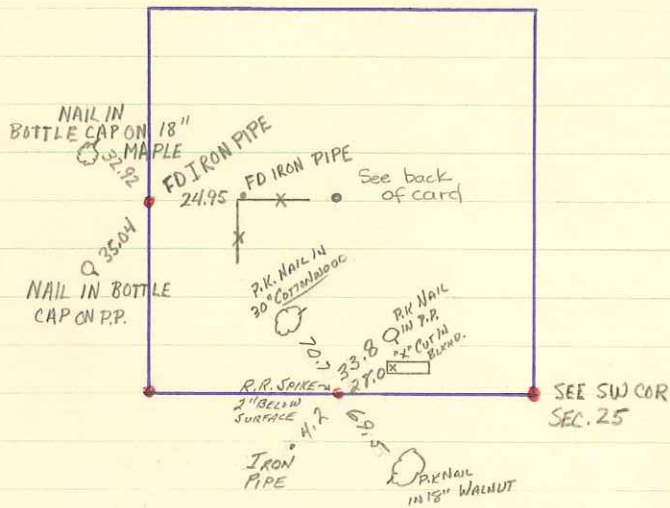 NAIL IN
BOTTLE CAP ON 18"
MAPLE
32.92
FD IRON PIPE
24.95
FD IRON PIPE
See back
of card
35.04
NAIL IN BOTTLE
CAP ON P.P.
P.K. NAIL IN
30" COTTONWOOD
70.7
P.K NAIL
IN P.P.
33.8
"X" CUT IN
28.0
R.R. SPIKE
2" BELOW
SURFACE
4.2
IRON
PIPE
69.5
P.K NAIL
IN 18" WALNUT
SEE SW COR
SEC. 25